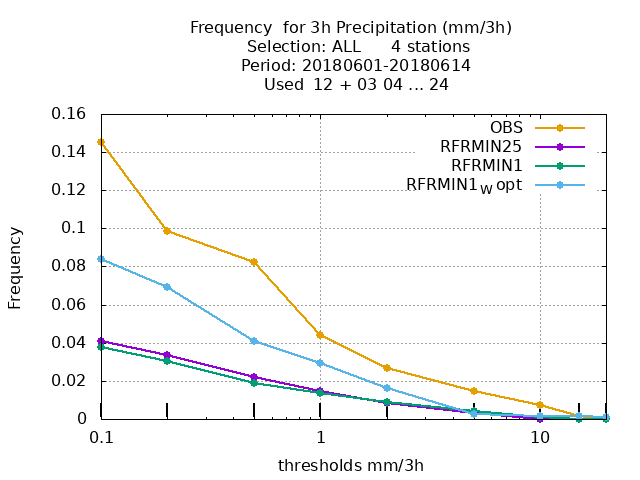 Frequency  for 3h Precipitation (mm/3h)
Selection: ALL      4 stations
Period: 20180601-20180614
Used  12 + 03 04 ... 24
0.16
0.14
0.12
0.1
0.08
0.06
0.04
0.02
0
Frequency
OBS
RFRMIN25
RFRMIN1
RFRMIN1w opt
0.1
1
10
thresholds mm/3h